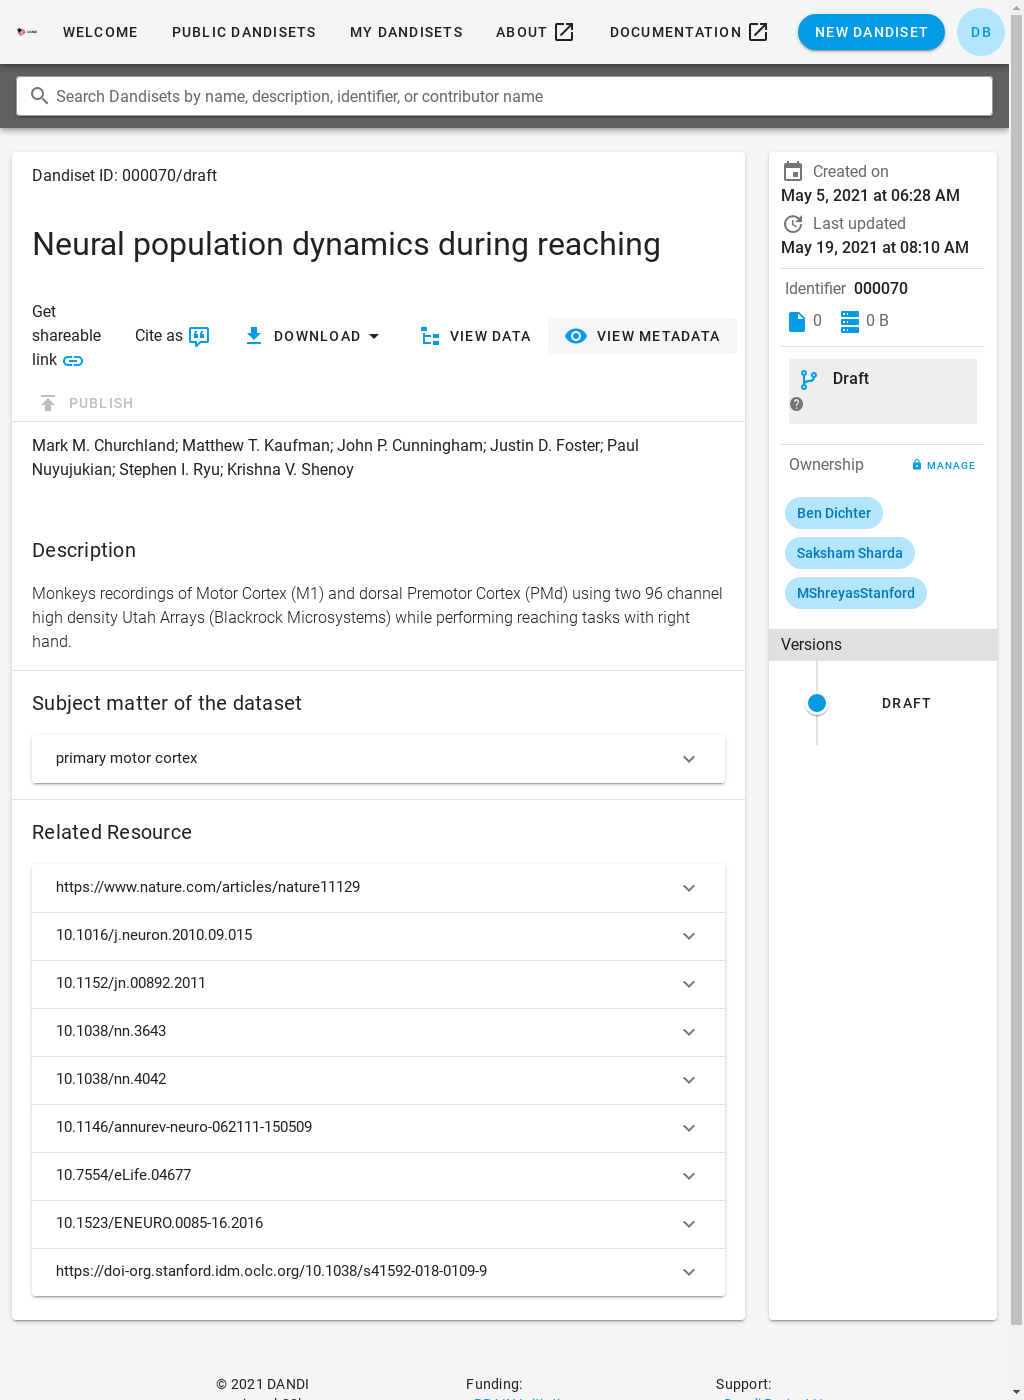 WELCOME PUBLIC DANDISETS MY DANDISETS ABOUT DOCUMENTATION NEW DANDISET DB
Search Dandisets by name, description, identifier, or contributor name
Dandiset ID: 000070/draft
Neural population dynamics during reaching
Get
shareable
link
Cite as
DOWNLOAD
VIEW DATA
VIEW METADATA
PUBLISH
Mark M. Churchland; Matthew T. Kaufman; John P. Cunningham; Justin D. Foster; Paul
Nuyujukian; Stephen I. Ryu; Krishna V. Shenoy
Description
Monkeys recordings of Motor Cortex (M1) and dorsal Premotor Cortex (PMd) using two 96 channel
high density Utah Arrays (Blackrock Microsystems) while performing reaching tasks with right
hand.
Subject matter of the dataset
primary motor cortex
Related Resource
https://www.nature.com/articles/nature11129
10.1016/j.neuron.2010.09.015
10.1152/jn.00892.2011
10.1038/nn.3643
10.1038/nn.4042
10.1146/annurev-neuro-062111-150509
10.7554/eLife.04677
10.1523/ENEURO.0085-16.2016
https://doi-org.stanford.idm.oclc.org/10.1038/s41592-018-0109-9
Created on
May 5, 2021 at 06:28 AM
Last updated
May 19, 2021 at 08:10 AM
Identifier 000070
0 0 B
Draft
Ownership MANAGE
Ben Dichter
Saksham Sharda
MShreyasStanford
Versions
DRAFT
© 2021 DANDI
Funding:
Support: